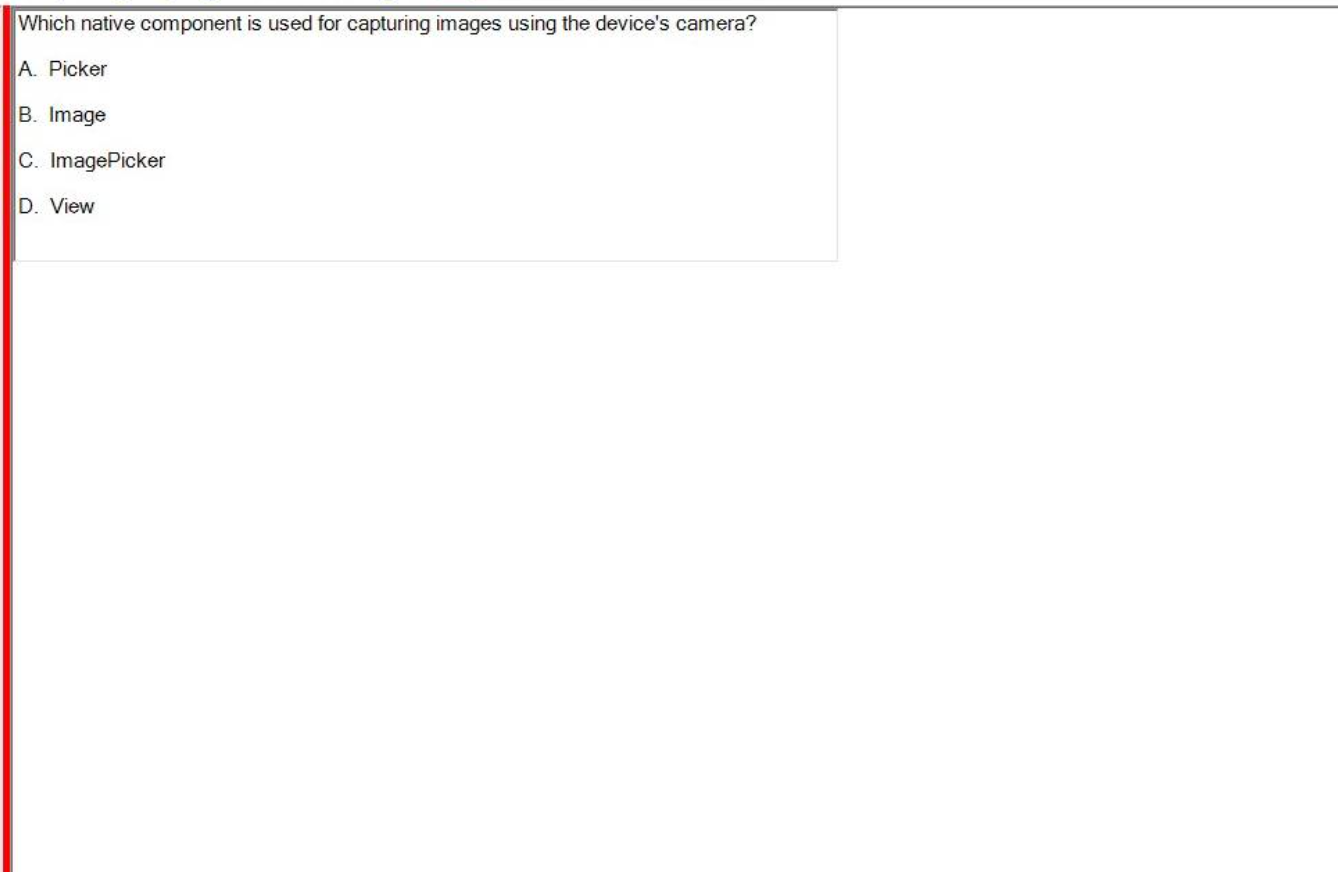 Which native component is used for capturing images using the device's camera?
A. Picker
B. Image
C. ImagePicker
D. View